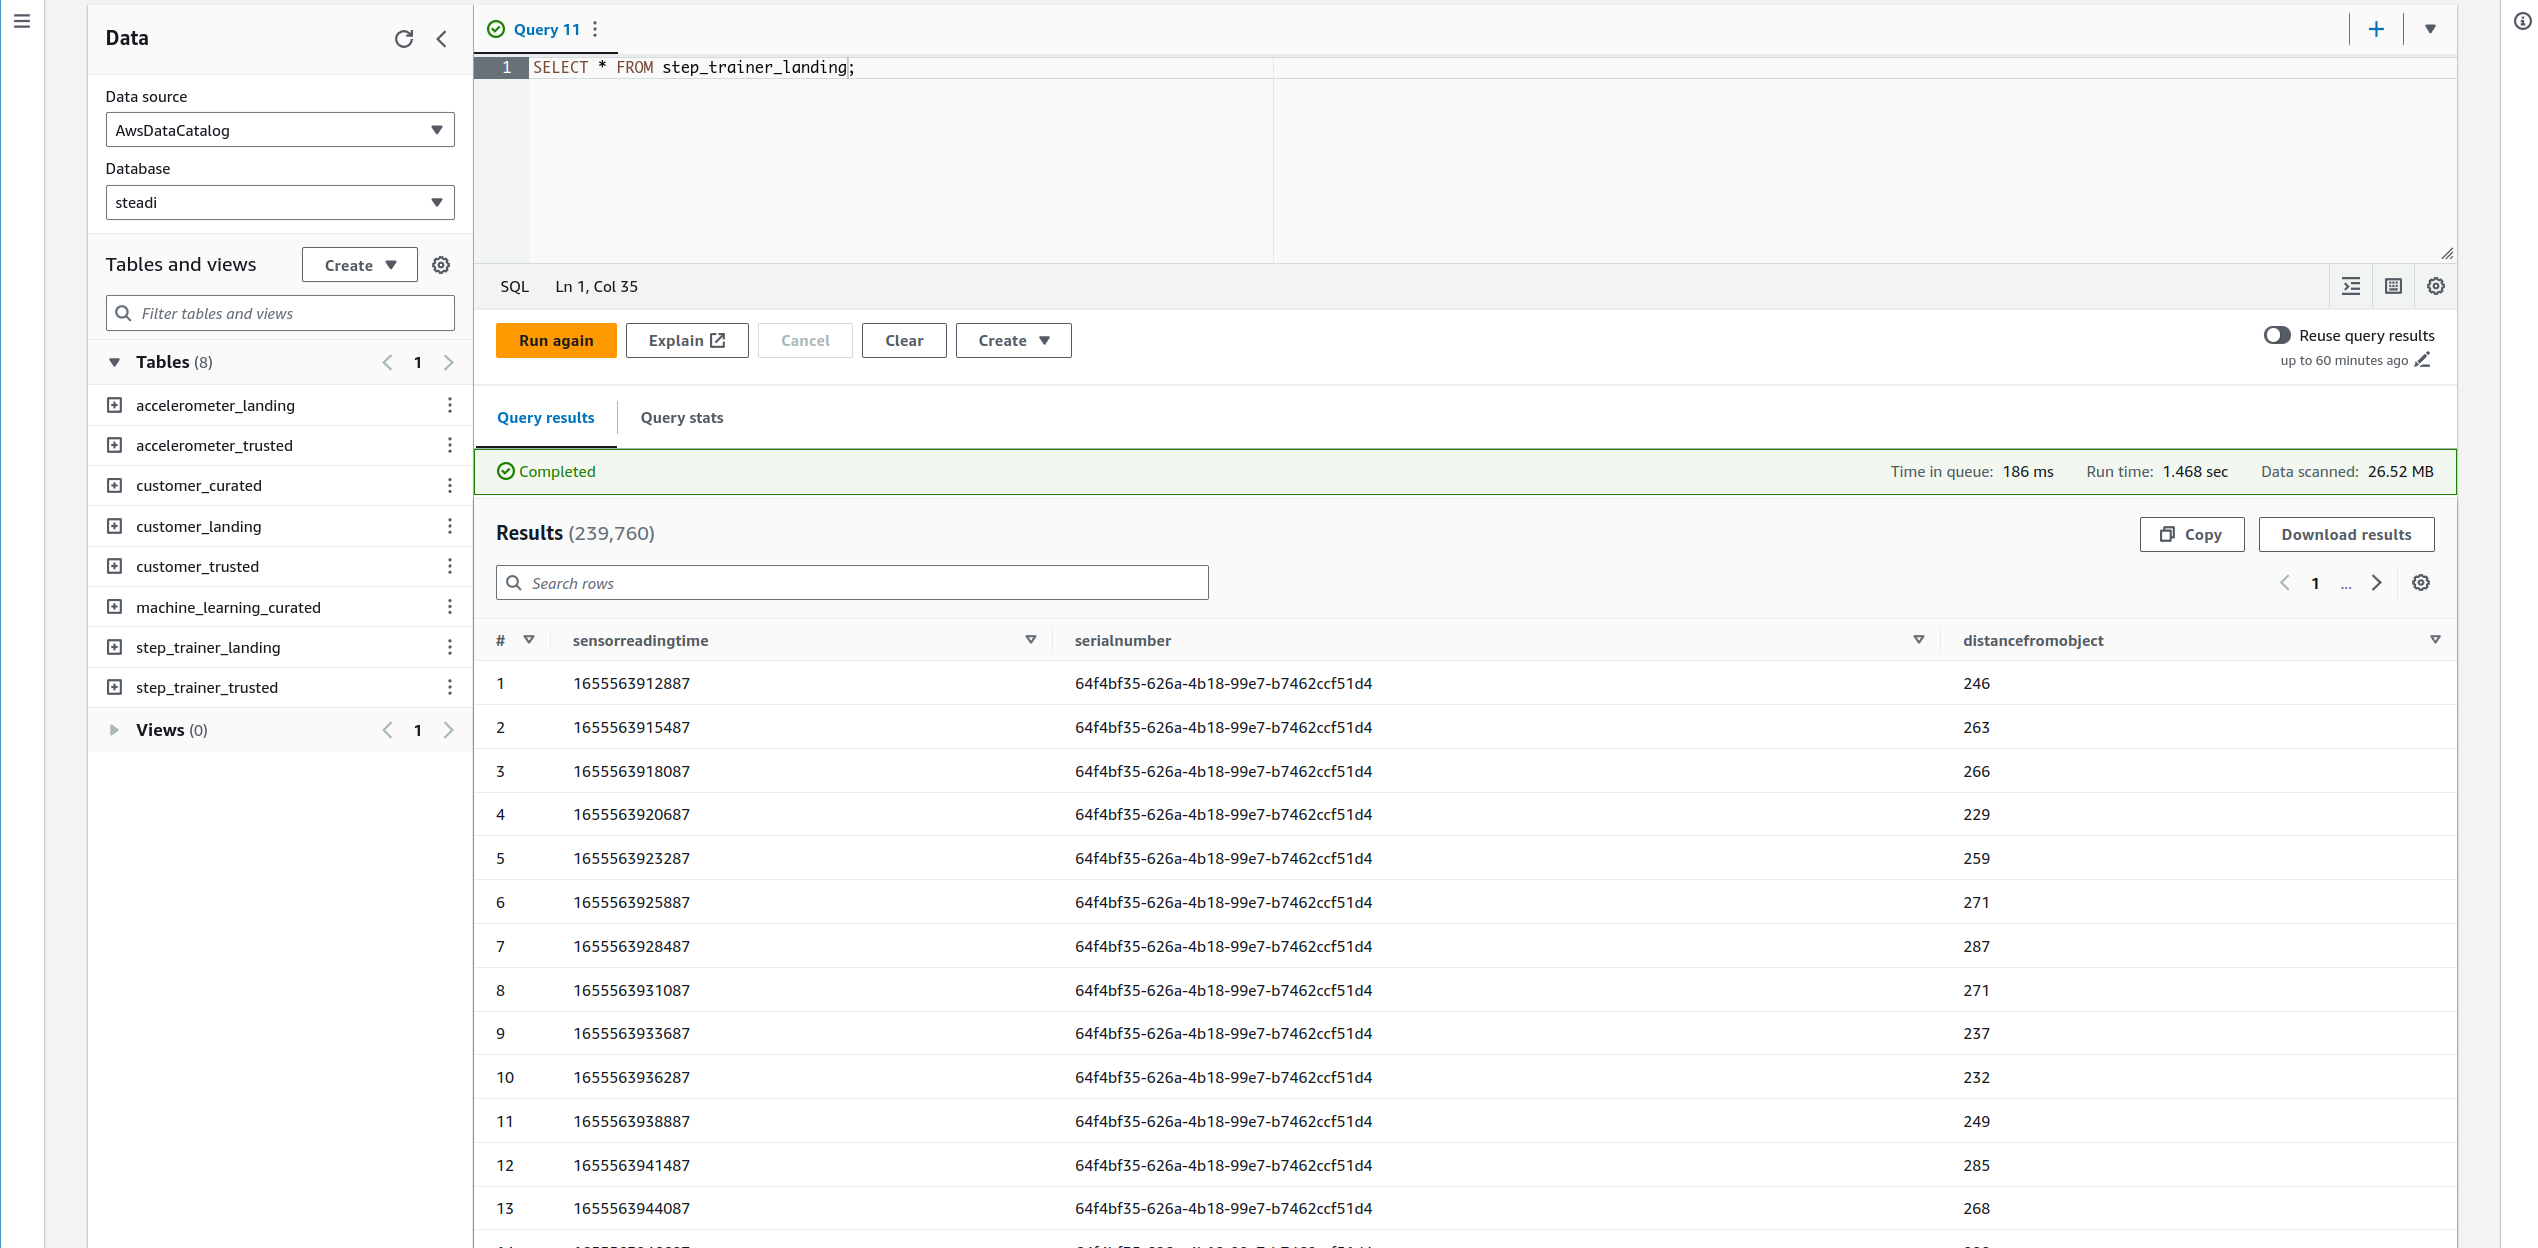 Data
Data source
AwsDataCatalog
Database
steadi
Tables and views
Create
Filter tables and views
Tables (8)
1
accelerometer_landing
accelerometer_trusted
customer_curated
customer_landing
customer_trusted
machine_learning_curated
step_trainer_landing
step_trainer_trusted
Views (0)
1
Query 11
1 SELECT * FROM step_trainer_landing;
SQL Ln 1, Col 35
Run again Explain Cancel Clear Create
Reuse query results
up to 60 minutes ago
Query results Query stats
Completed Time in queue: 186 ms Run time: 1.468 sec Data scanned: 26.52 MB
Results (239,760)
Copy Download results
Search rows
1 ...
# sensorreadingtime serialnumber distancefromobject
1 1655563912887 64f4bf35-626a-4b18-99e7-b7462ccf51d4 246
2 1655563915487 64f4bf35-626a-4b18-99e7-b7462ccf51d4 263
3 1655563918087 64f4bf35-626a-4b18-99e7-b7462ccf51d4 266
4 1655563920687 64f4bf35-626a-4b18-99e7-b7462ccf51d4 229
5 1655563923287 64f4bf35-626a-4b18-99e7-b7462ccf51d4 259
6 1655563925887 64f4bf35-626a-4b18-99e7-b7462ccf51d4 271
7 1655563928487 64f4bf35-626a-4b18-99e7-b7462ccf51d4 287
8 1655563931087 64f4bf35-626a-4b18-99e7-b7462ccf51d4 271
9 1655563933687 64f4bf35-626a-4b18-99e7-b7462ccf51d4 237
10 1655563936287 64f4bf35-626a-4b18-99e7-b7462ccf51d4 232
11 1655563938887 64f4bf35-626a-4b18-99e7-b7462ccf51d4 249
12 1655563941487 64f4bf35-626a-4b18-99e7-b7462ccf51d4 285
13 1655563944087 64f4bf35-626a-4b18-99e7-b7462ccf51d4 268